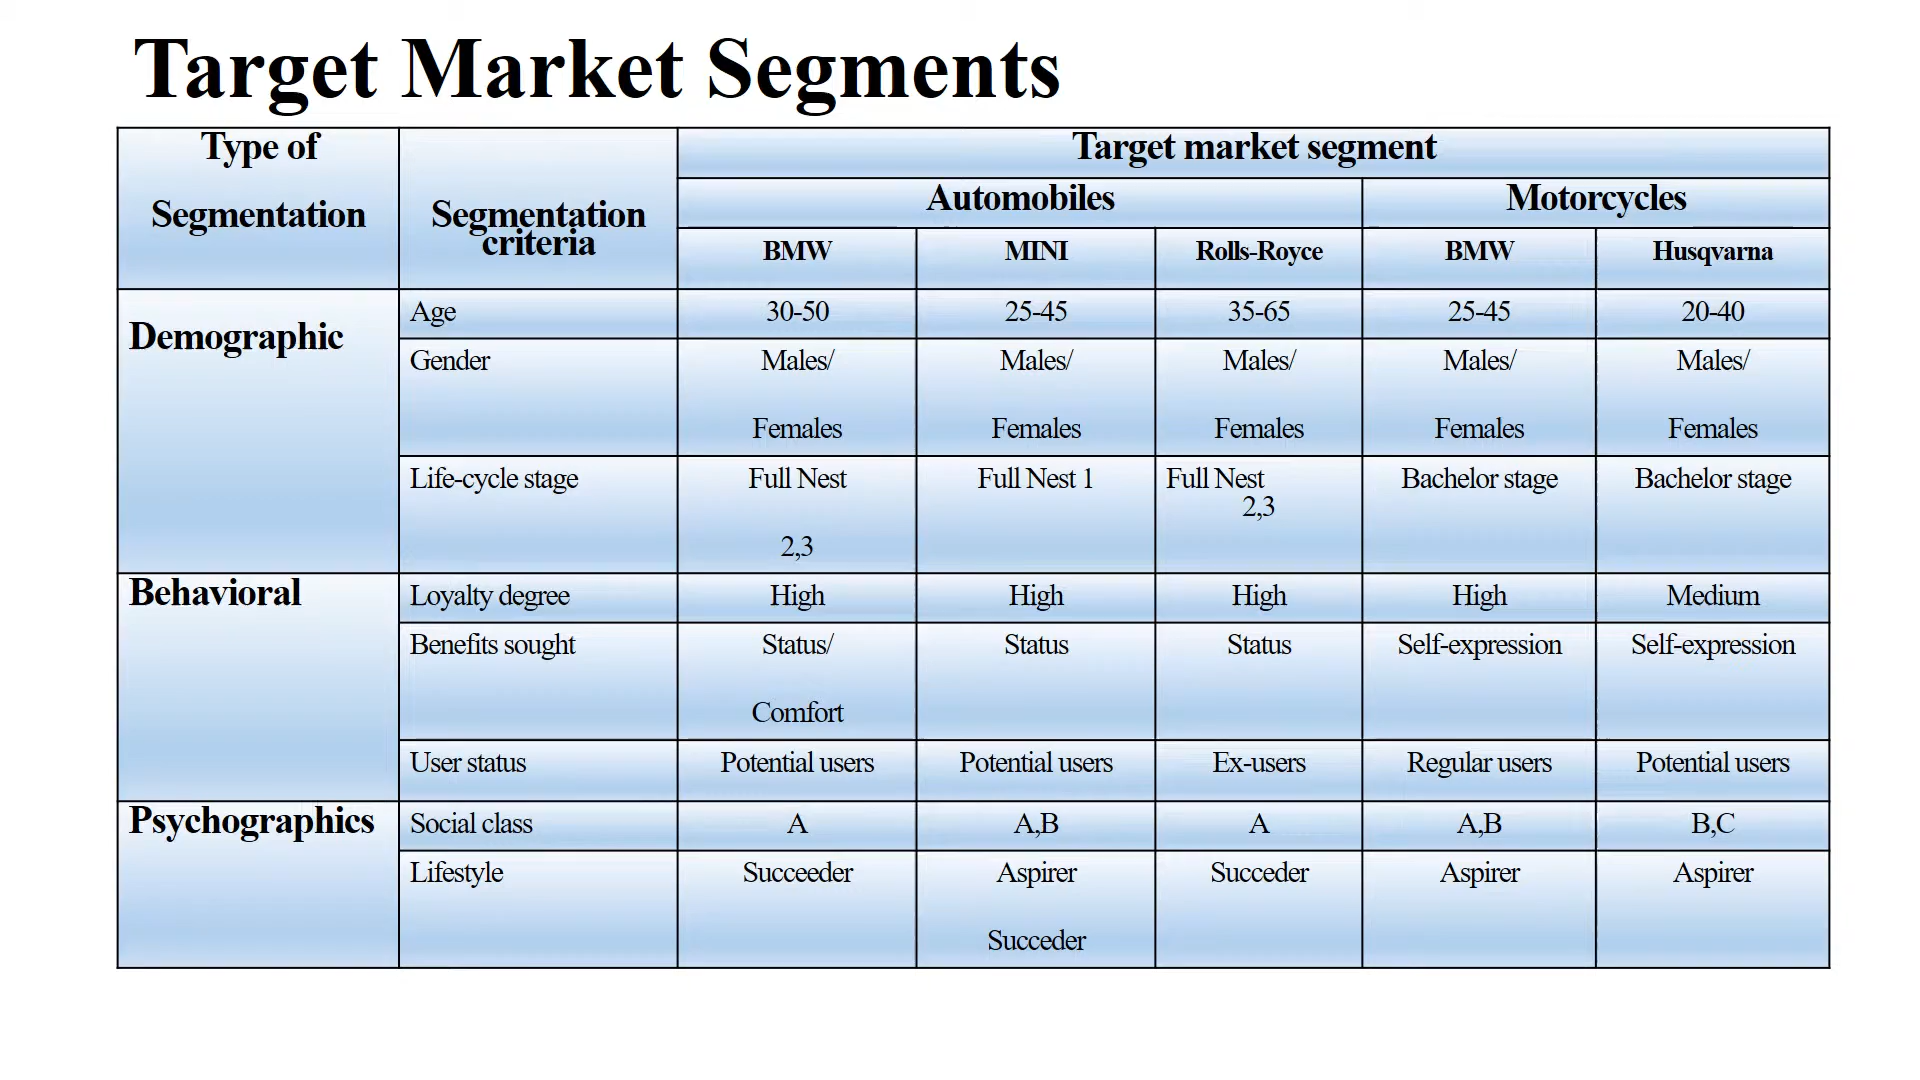 Target Market Segments
Type of
Segmentation
Segmentation
criteria
Target market segment
Automobiles
Motorcycles
BMW
MINI
Rolls-Royce
BMW
Husqvarna
Demographic
Age
30-50
25-45
35-65
25-45
20-40
Gender
Males/
Females
Males/
Females
Males/
Females
Males/
Females
Males/
Females
Life-cycle stage
Full Nest
2,3
Full Nest 1
Full Nest
2,3
Bachelor stage
Bachelor stage
Behavioral
Loyalty degree
High
High
High
High
Medium
Benefits sought
Status/
Comfort
Status
Status
Self-expression
Self-expression
User status
Potential users
Potential users
Ex-users
Regular users
Potential users
Psychographics
Social class
A
A,B
A
A,B
B,C
Lifestyle
Succeeder
Aspirer
Succeder
Succeder
Aspirer
Aspirer